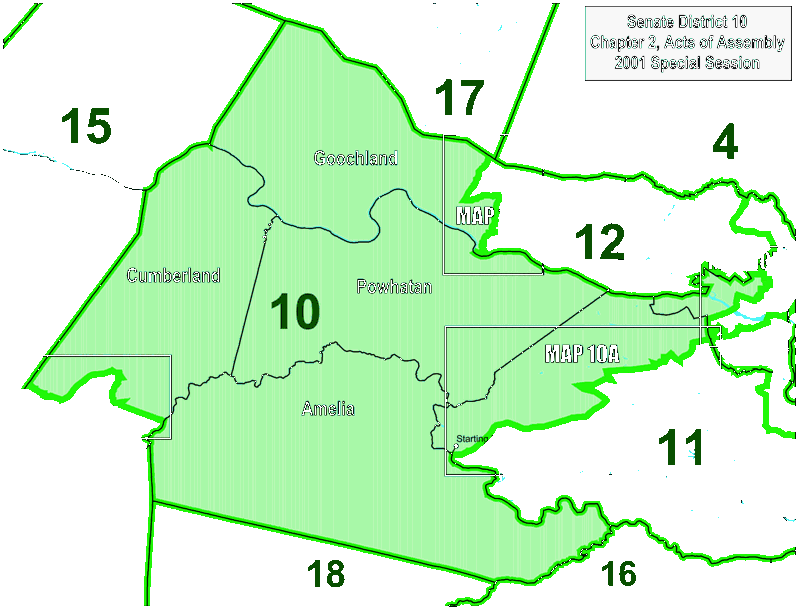 Senate District 10
Chapter 2, Acts of Assembly
2001 Special Session
17
15
4
Goochland
MAP
12
Cumberland
Powhatan
10
MAP 10A
Amelia
Startino
11
18
16